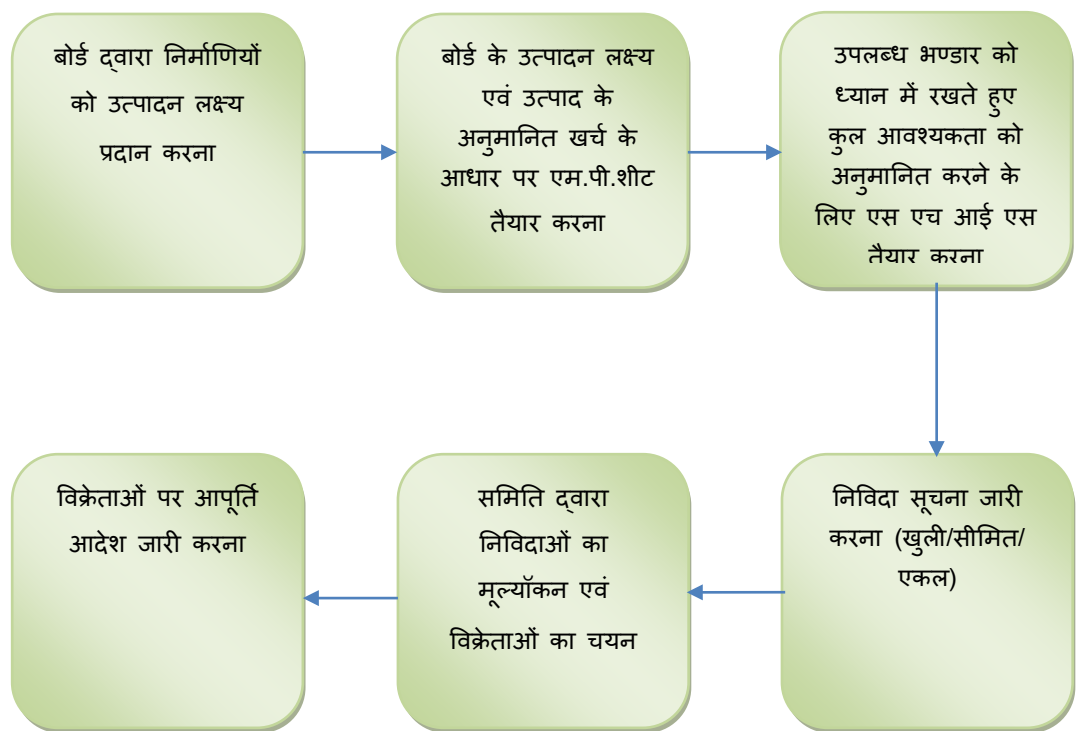 बोर्ड द्वारा निर्माणियों
को उत्पादन लक्ष्य
प्रदान करना
बोर्ड के उत्पादन लक्ष्य
एवं उत्पाद के
अनुमानित खर्च के
आधार पर एम.पी.शीट
तैयार करना
उपलब्ध भण्डार को
ध्यान में रखते हुए
कुल आवश्यकता को
अनुमानित करने के
लिए एस एच आई एस
तैयार करना
निविदा सूचना जारी
करना (खुली/सीमित/
एकल)
समिति द्वारा
निविदाओं का
मूल्यॉकन एवं
विक्रेताओं का चयन
विक्रेताओं पर आपूर्ति
आदेश जारी करना